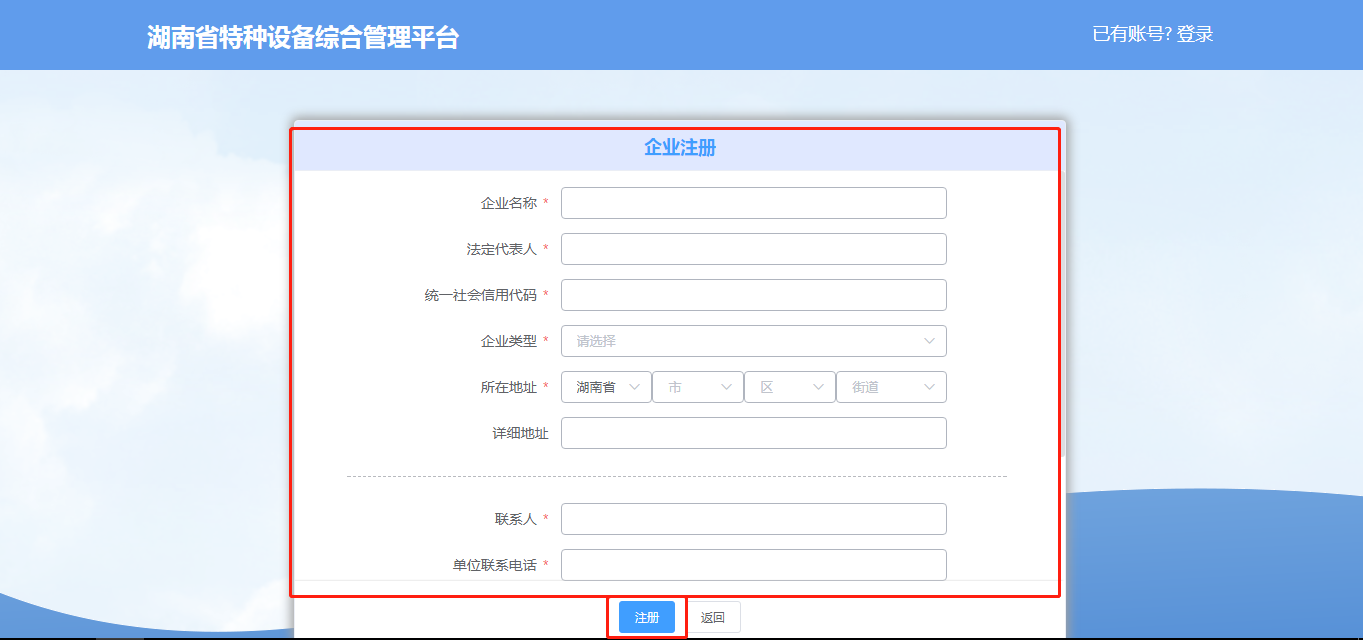 湖南省特种设备综合管理平台
已有账号? 登录
企业注册
企业名称 *
法定代表人 *
统一社会信用代码 *
企业类型 * 请选择
所在地址 * 湖南省 市 区 街道
详细地址
联系人 *
单位联系电话 *
注册 返回